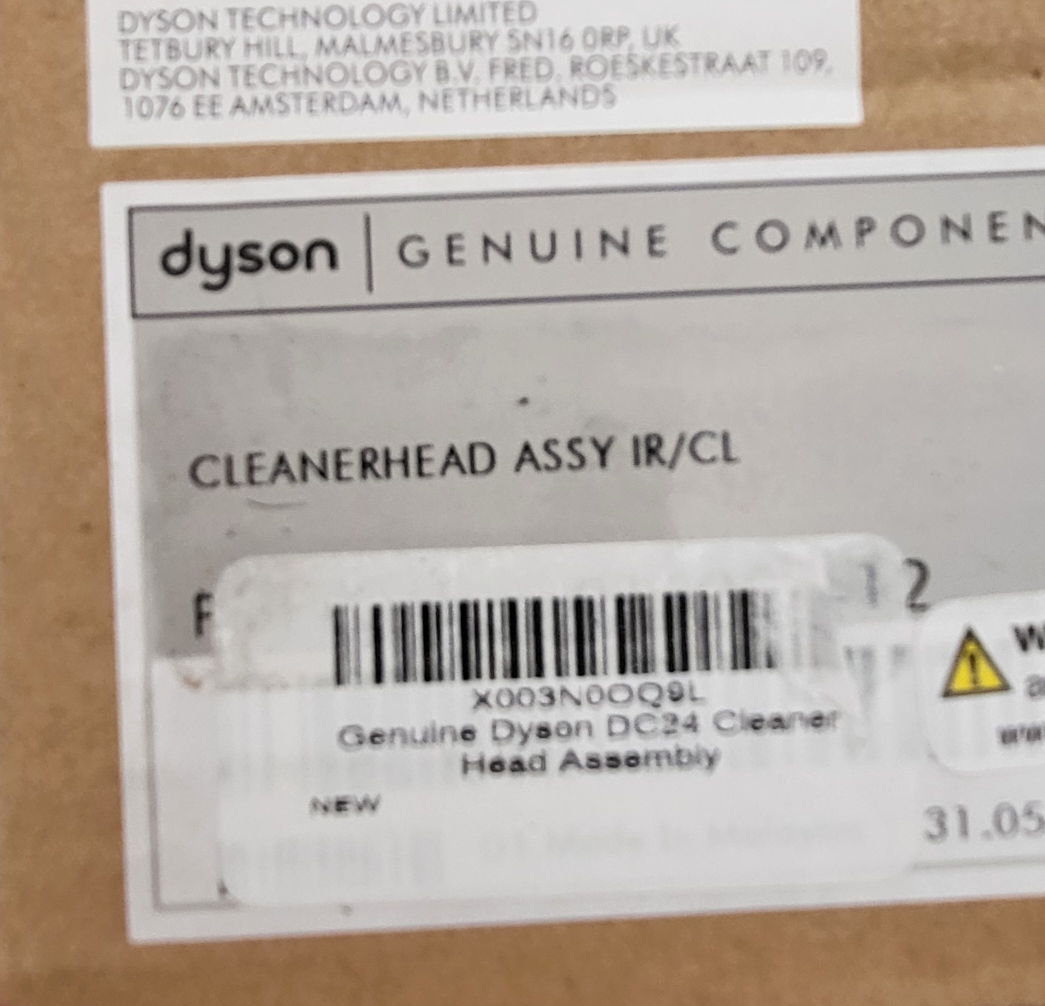 DYSON TECHNOLOGY LIMITED
TETBURY HILL, MALMESBURY SN16 0RP, UK
DYSON TECHNOLOGY B.V, FRED. ROESKESTRAAT 109,
1076 EE AMSTERDAM, NETHERLANDS
dyson | GENUINE COMPONEN
CLEANERHEAD ASSY IR/CL
F 12
X003N0OQ9L
Genuine Dyson DC24 Cleaner
Head Assembly
NEW
W
a
31.05